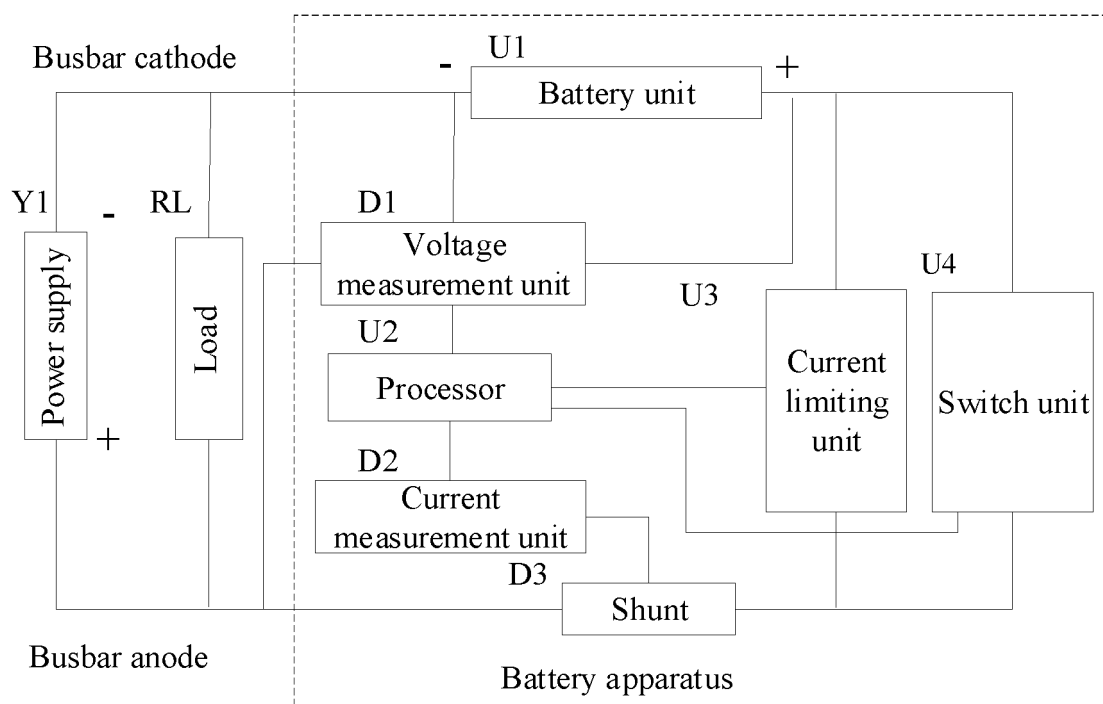 U1
Busbar cathode
-
+
Battery unit
Y1
-
RL
D1
Voltage
measurement unit
U4
U3
Power supply
Load
U2
Processor
Current
limiting
unit
Switch unit
+
D2
Current
measurement unit
D3
Shunt
Busbar anode
Battery apparatus